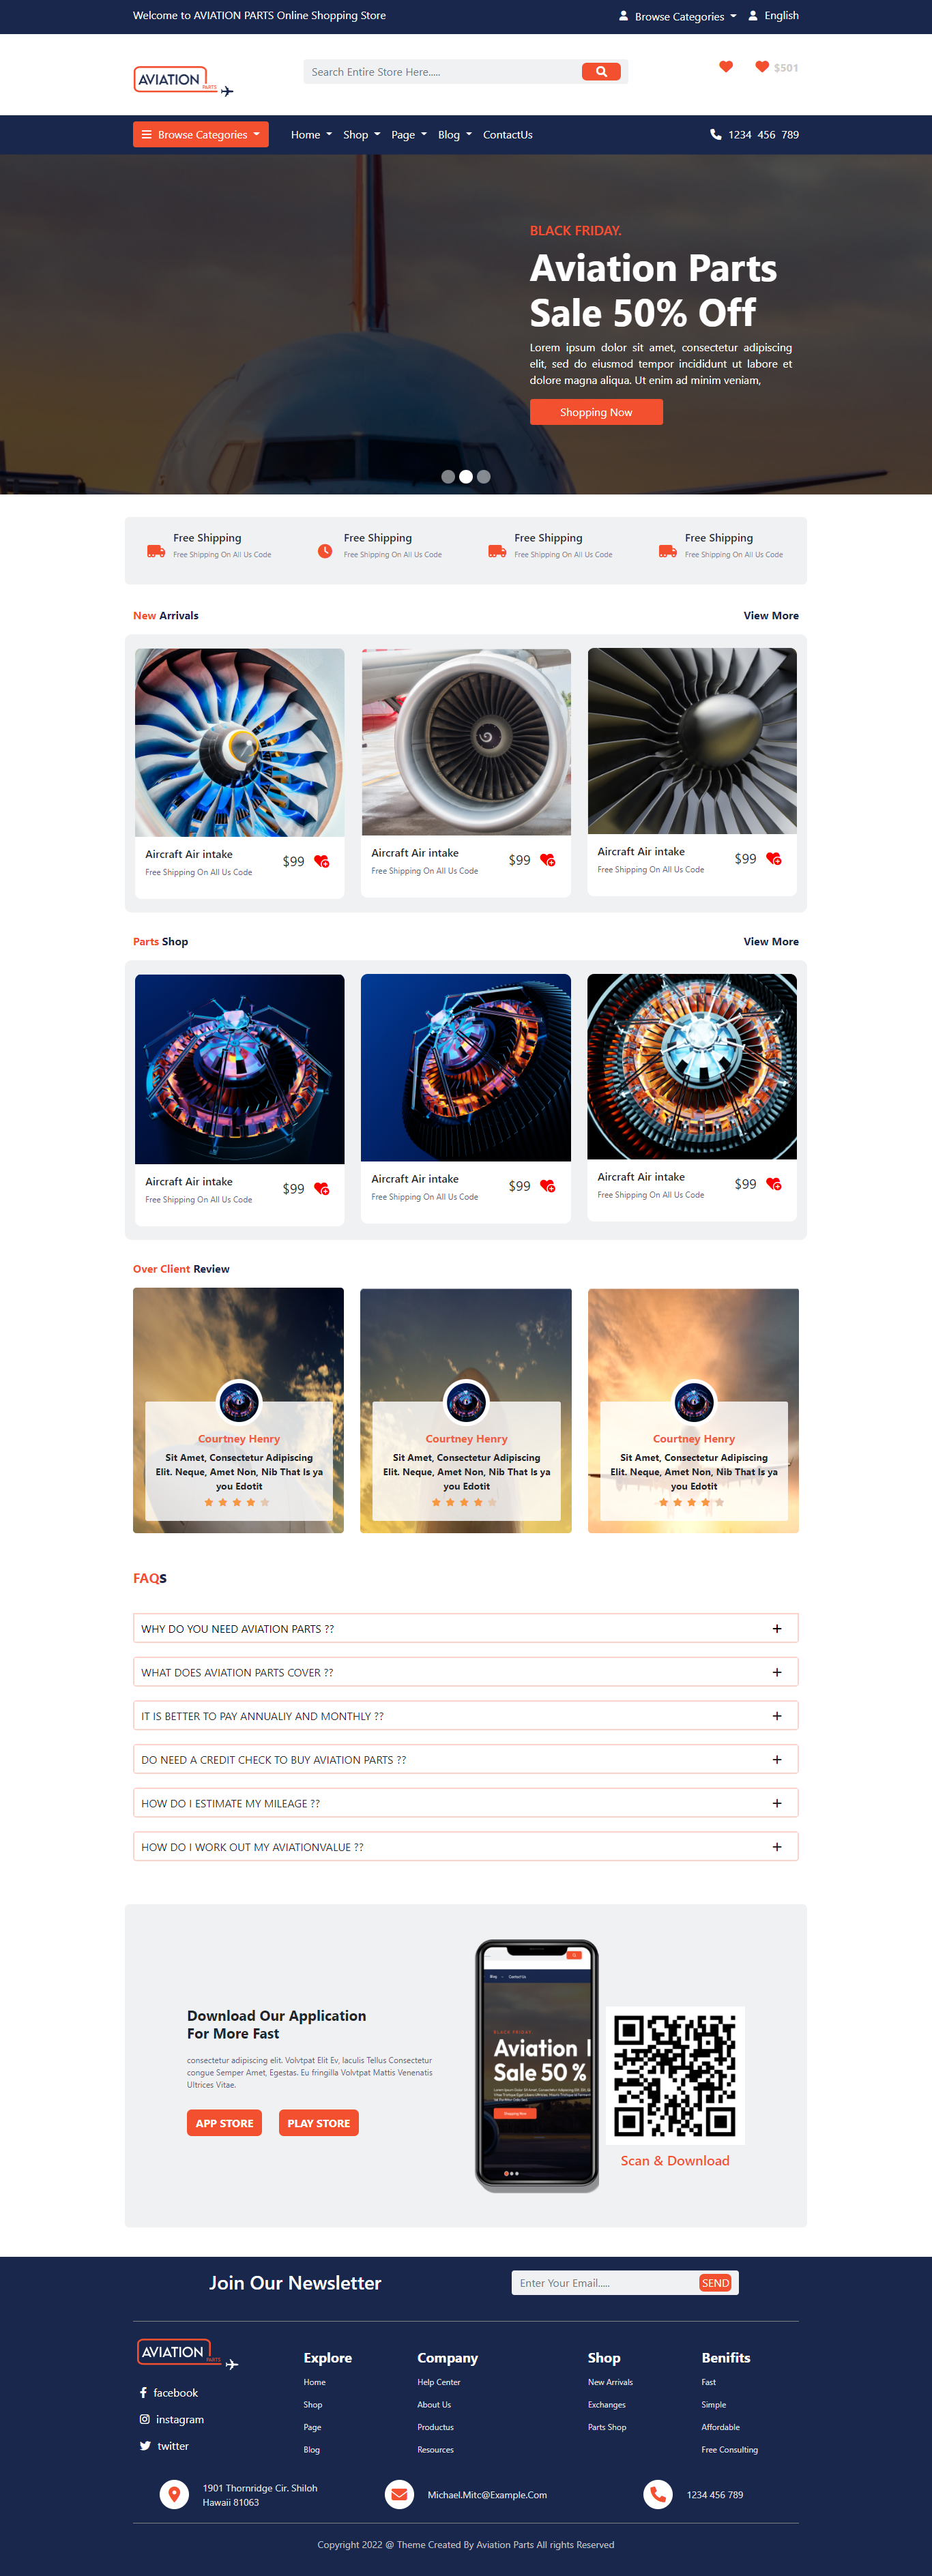 Welcome to AVIATION PARTS Online Shopping Store
Browse Categories
English
AVIATION
PARTS
Search Entire Store Here.....
$501
Browse Categories
Home
Shop
Page
Blog
ContactUs
1234 456 789
BLACK FRIDAY.
Aviation Parts
Sale 50% Off
Lorem ipsum dolor sit amet, consectetur adipiscing
elit, sed do eiusmod tempor incididunt ut labore et
dolore magna aliqua. Ut enim ad minim veniam,
Shopping Now
Free Shipping
Free Shipping On All Us Code
Free Shipping
Free Shipping On All Us Code
Free Shipping
Free Shipping On All Us Code
Free Shipping
Free Shipping On All Us Code
New Arrivals
View More
Aircraft Air intake
Free Shipping On All Us Code
$99
Aircraft Air intake
Free Shipping On All Us Code
$99
Aircraft Air intake
Free Shipping On All Us Code
$99
Parts Shop
View More
Aircraft Air intake
Free Shipping On All Us Code
$99
Aircraft Air intake
Free Shipping On All Us Code
$99
Aircraft Air intake
Free Shipping On All Us Code
$99
Over Client Review
Courtney Henry
Sit Amet, Consectetur Adipiscing
Elit. Neque, Amet Non, Nib That Is ya
you Edotit
Courtney Henry
Sit Amet, Consectetur Adipiscing
Elit. Neque, Amet Non, Nib That Is ya
you Edotit
Courtney Henry
Sit Amet, Consectetur Adipiscing
Elit. Neque, Amet Non, Nib That Is ya
you Edotit
FAQs
WHY DO YOU NEED AVIATION PARTS ??
WHAT DOES AVIATION PARTS COVER ??
IT IS BETTER TO PAY ANNUALIY AND MONTHLY ??
DO NEED A CREDIT CHECK TO BUY AVIATION PARTS ??
HOW DO I ESTIMATE MY MILEAGE ??
HOW DO I WORK OUT MY AVIATIONVALUE ??
Download Our Application
For More Fast
consectetur adipiscing elit. Volvtpat Elit Ev, Iaculis Tellus Consectetur
congue Semper Amet, Egestas. Eu fringilla Volvtpat Mattis Venenatis
Ultrices Vitae.
APP STORE
PLAY STORE
Blog
Contact Us
BLACK FRIDAY
Aviation
Sale 50 %
Shopping Now
Scan & Download
Join Our Newsletter
Enter Your Email.....
SEND
AVIATION
PARTS
facebook
instagram
twitter
Explore
Home
Shop
Page
Blog
Company
Help Center
About Us
Productus
Resources
Shop
New Arrivals
Exchanges
Parts Shop
Benifits
Fast
Simple
Affordable
Free Consulting
1901 Thornridge Cir. Shiloh
Hawaii 81063
Michael.Mitc@Example.Com
1234 456 789
Copyright 2022 @ Theme Created By Aviation Parts All rights Reserved